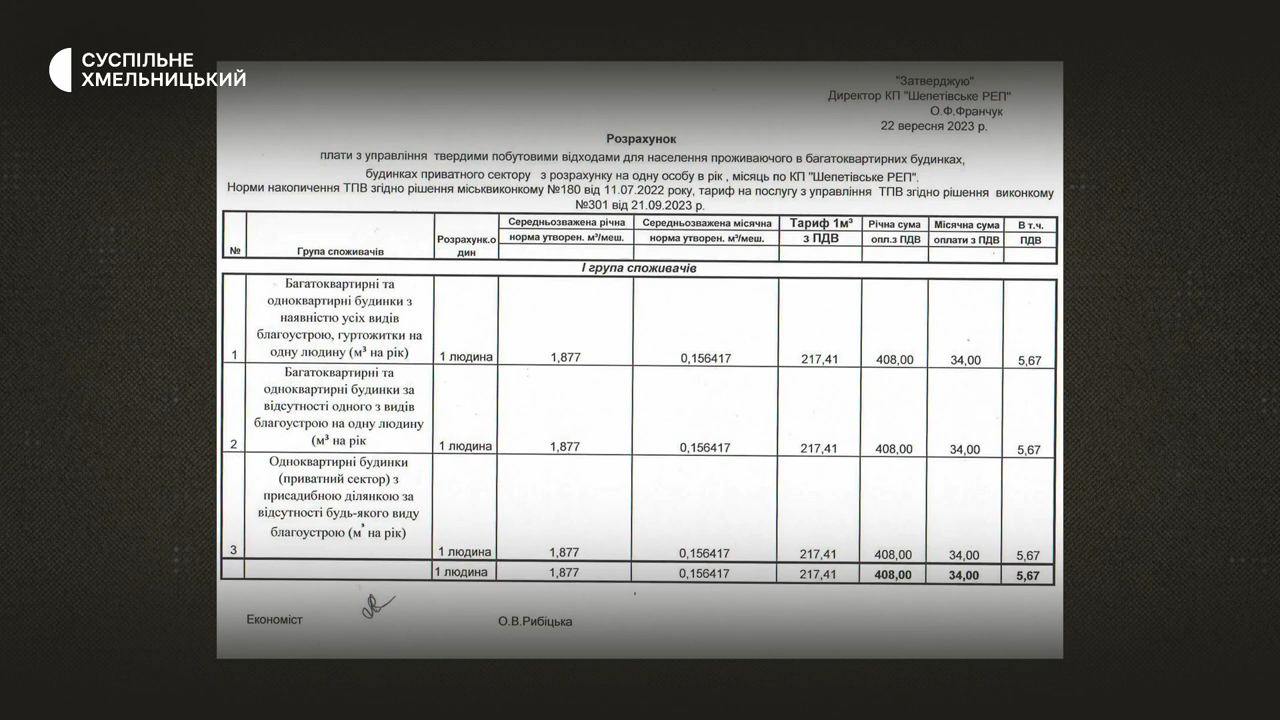 СУСПІЛЬНЕ
ХМЕЛЬНИЦЬКИЙ
"Затверджую"
Директор КП "Шепетівське РЕП"
О.Ф.Франчук
22 вересня 2023 р.
Розрахунок
плати з управління твердими побутовими відходами для населення проживаючого в багатоквартирних будинках,
будинках приватного сектору з розрахунку на одну особу в рік , місяць по КП "Шепетівське РЕП".
Норми накопичення ТПВ згідно рішення міськвиконкому №180 від 11.07.2022 року, тариф на послугу з управління ТПВ згідно рішення виконкому
№301 від 21.09.2023 р.
№ Група споживачів Розрахунк.о Середньозважена річна Середньозважена місячна Тариф 1м³ Річна сума Місячна сума В т.ч.
дин норма утворен. м³/меш. норма утворен. м³/меш. з ПДВ опл.з ПДВ оплати з ПДВ ПДВ
І група споживачів
Багатоквартирні та
одноквартирні будинки з
наявністю усіх видів
благоустрою, гуртожитки на
одну людину (м³ на рік)
1 1 людина 1,877 0,156417 217,41 408,00 34,00 5,67
Багатоквартирні та
одноквартирні будинки за
відсутності одного з видів
благоустрою на одну людину
(м³ на рік
2 1 людина 1,877 0,156417 217,41 408,00 34,00 5,67
Одноквартирні будинки
(приватний сектор) з
присадибною ділянкою за
відсутності будь-якого виду
благоустрою (м³ на рік)
3 1 людина 1,877 0,156417 217,41 408,00 34,00 5,67
1 людина 1,877 0,156417 217,41 408,00 34,00 5,67
Економіст О.В.Рибіцька